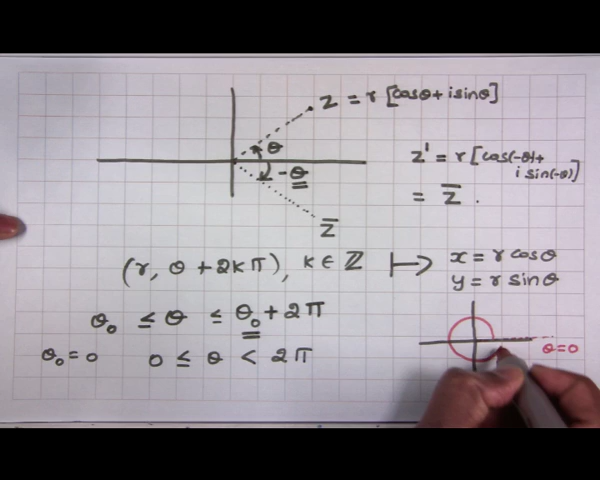 z = r [cosθ + i sinθ]
θ
-θ
z' = r [cos(-θ) +
i sin(-θ)]
= z̅ .
z̅
(r, θ + 2kπ), k ∈ ℤ ⟼ x = r cosθ
y = r sinθ
θ₀ ≤ θ ≤ θ₀ + 2π
θ₀ = 0 0 ≤ θ < 2π
θ=0